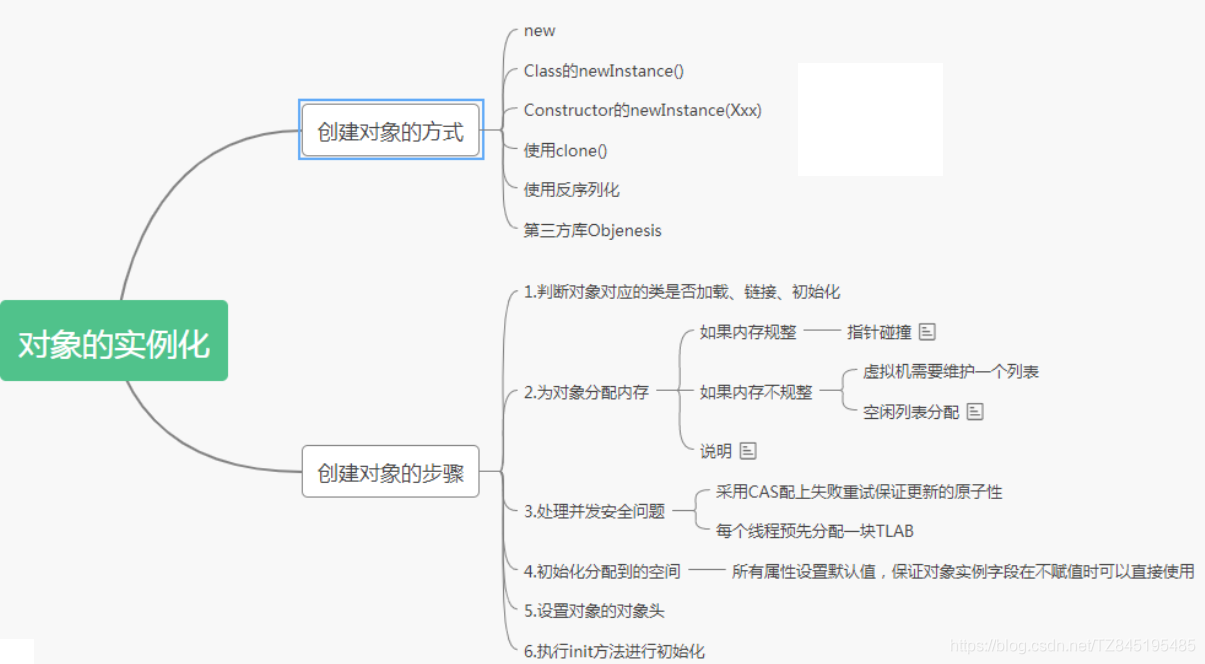 对象的实例化
创建对象的方式
new
Class的newInstance()
Constructor的newInstance(Xxx)
使用clone()
使用反序列化
第三方库Objenesis
创建对象的步骤
1.判断对象对应的类是否加载、链接、初始化
2.为对象分配内存
如果内存规整
指针碰撞
如果内存不规整
虚拟机需要维护一个列表
空闲列表分配
说明
3.处理并发安全问题
采用CAS配上失败重试保证更新的原子性
每个线程预先分配一块TLAB
4.初始化分配到的空间
所有属性设置默认值，保证对象实例字段在不赋值时可以直接使用
5.设置对象的对象头
6.执行init方法进行初始化
https://blog.csdn.net/TZ845195485